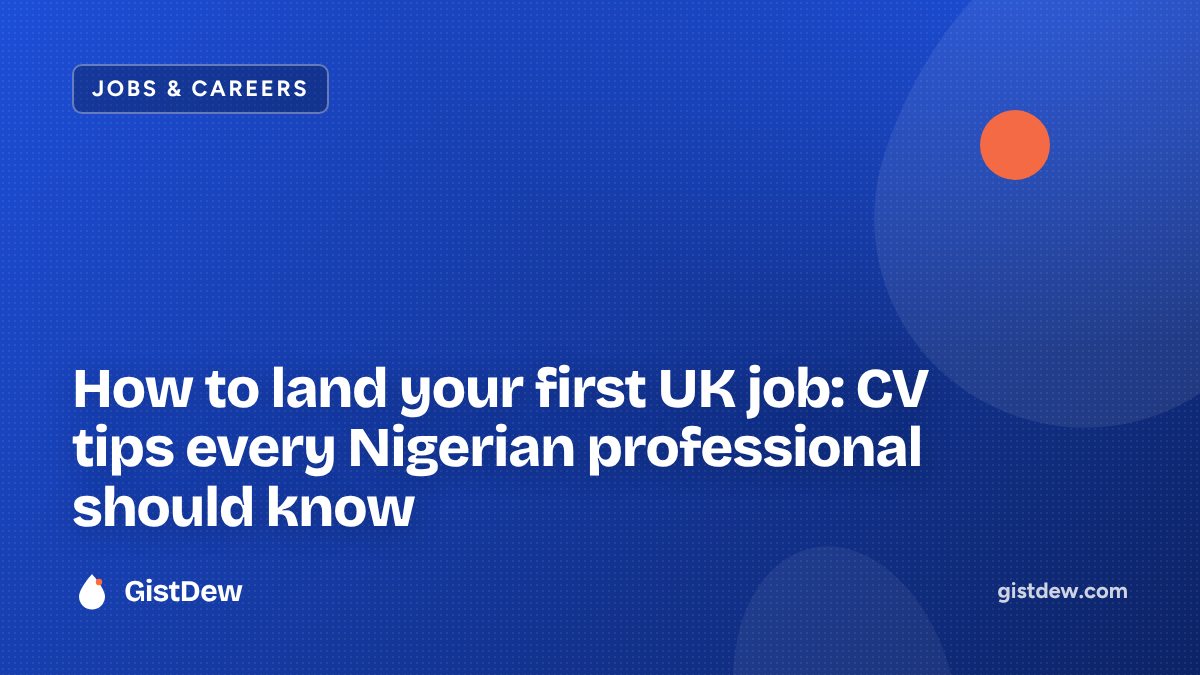 JOBS & CAREERS
How to land your first UK job: CV
tips every Nigerian professional
should know
GistDew
gistdew.com